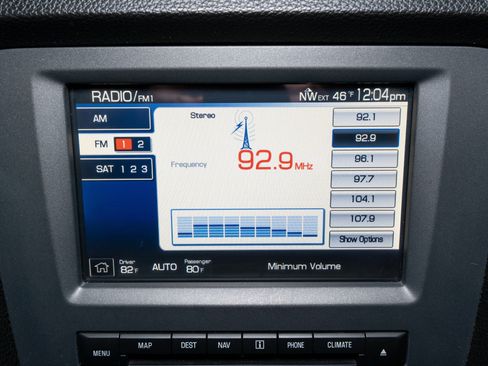 RADIO/FM1 NW EXT 46°F 12:04pm
AM
FM 1 2
SAT 1 2 3
Stereo
Frequency 92.9 MHz
92.1
92.9
96.1
97.7
104.1
107.9
Show Options
Driver 82°F AUTO Passenger 80°F Minimum Volume
MENU MAP DEST NAV i PHONE CLIMATE